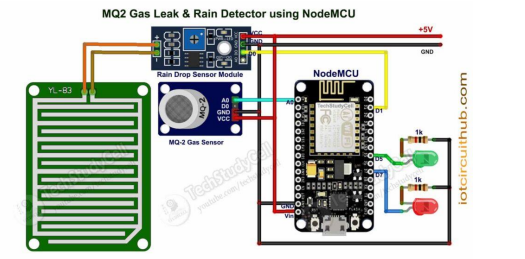 MQ2 Gas Leak & Rain Detector using NodeMCU
+5V
VCC
GND
D0
GND
Rain Drop Sensor Module
NodeMCU
YL-83
A0
D0
GND
VCC
MQ-2
A0
D1
TechStudyCell
1k
MQ-2 Gas Sensor
D5
D7
1k
TechStudyCell
GND
Vin
iotcircuithub.com